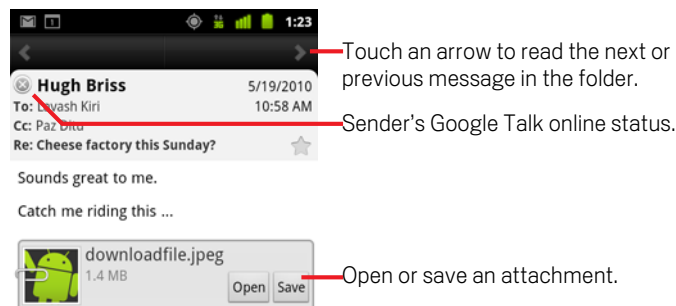 1:23
Touch an arrow to read the next or
previous message in the folder.
Hugh Briss 5/19/2010
To: Lavash Kiri 10:58 AM
Sender's Google Talk online status.
Cc: Paz Ditu
Re: Cheese factory this Sunday?
Sounds great to me.
Catch me riding this ...
downloadfile.jpeg
1.4 MB
Open Save
Open or save an attachment.